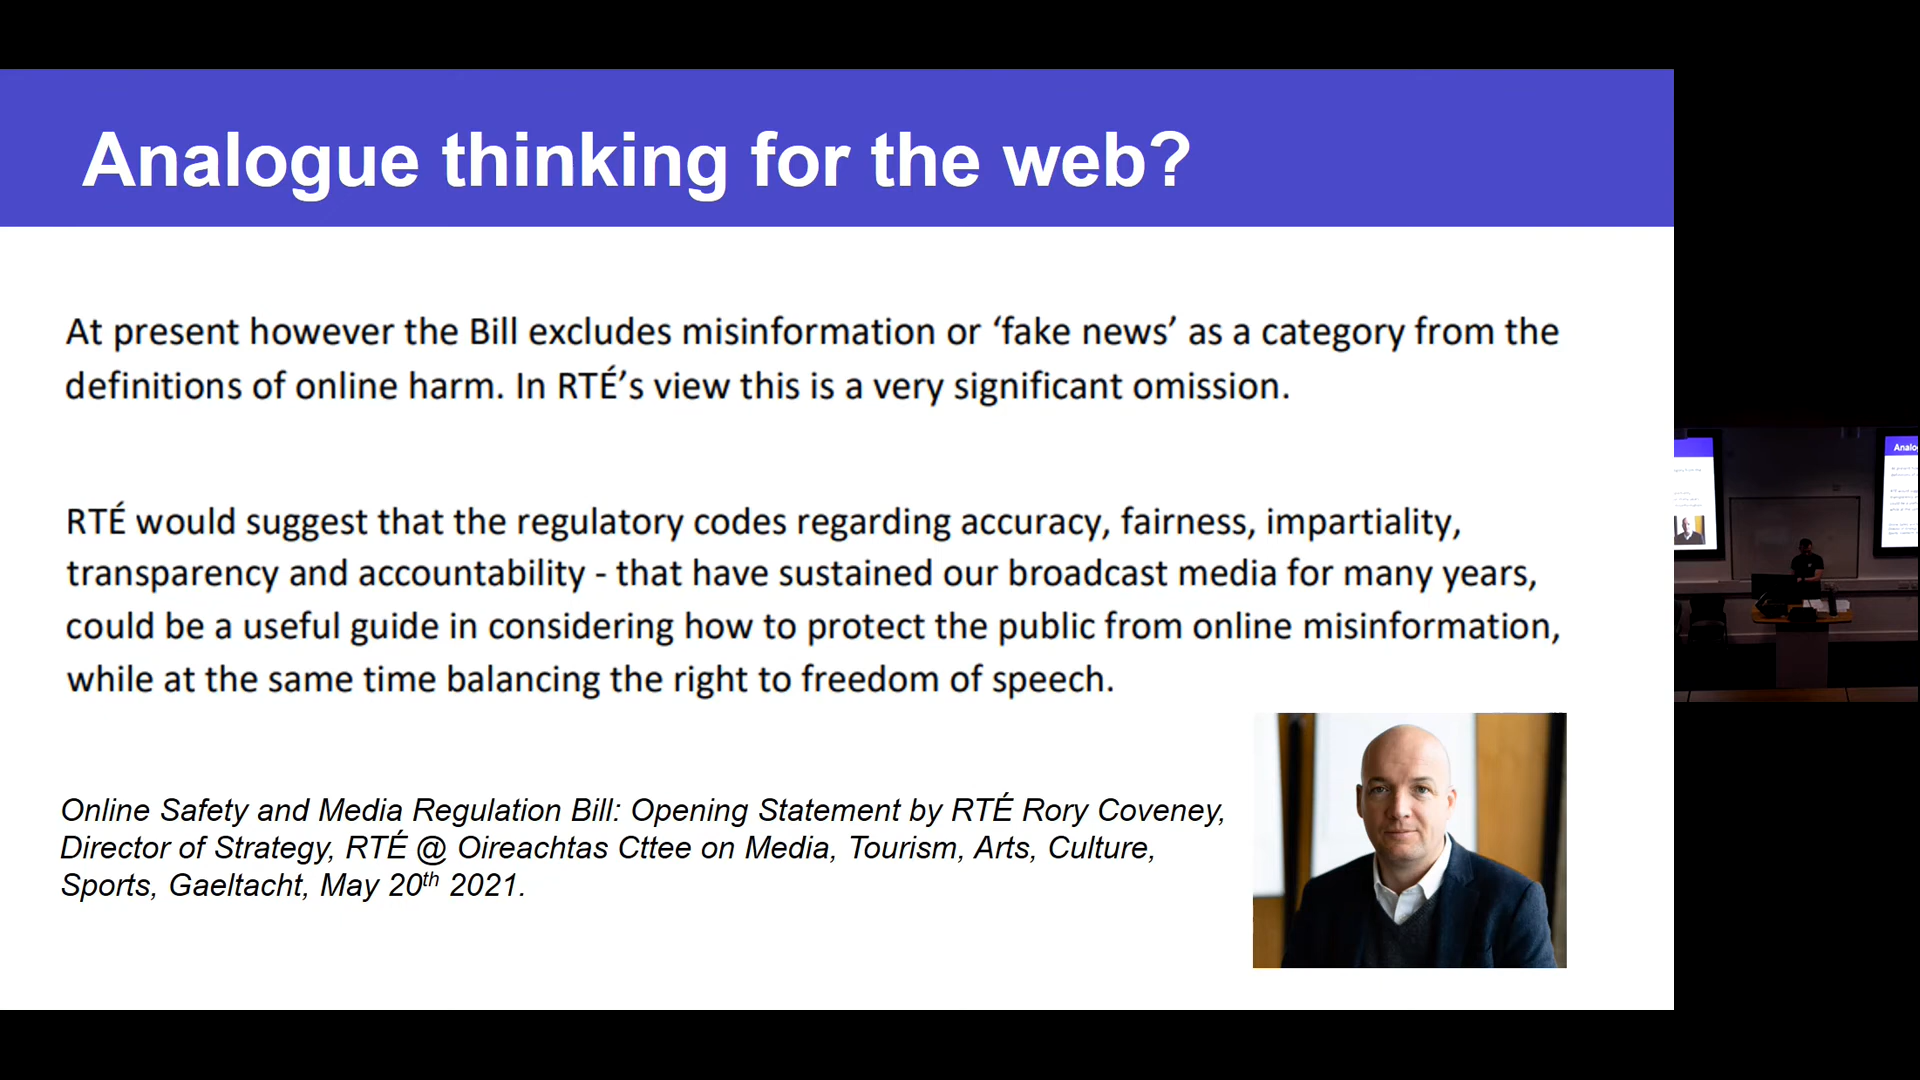 Analogue thinking for the web?
At present however the Bill excludes misinformation or ‘fake news’ as a category from the
definitions of online harm. In RTÉ’s view this is a very significant omission.
RTÉ would suggest that the regulatory codes regarding accuracy, fairness, impartiality,
transparency and accountability - that have sustained our broadcast media for many years,
could be a useful guide in considering how to protect the public from online misinformation,
while at the same time balancing the right to freedom of speech.
Online Safety and Media Regulation Bill: Opening Statement by RTÉ Rory Coveney,
Director of Strategy, RTÉ @ Oireachtas Cttee on Media, Tourism, Arts, Culture,
Sports, Gaeltacht, May 20th 2021.
Analo